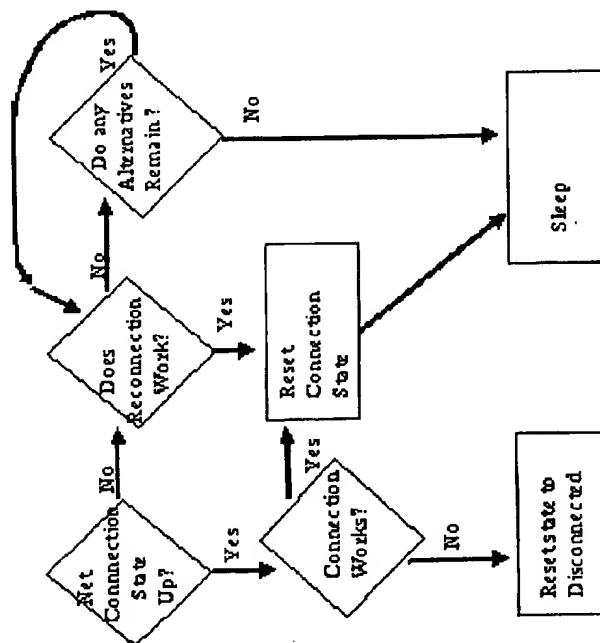 Net
Connnection
State
Up?
No
Yes
Does
Reconnection
Work?
No
Yes
Do any
Alternatives
Remain?
Yes
No
Connection
Works?
Yes
No
Reset
Connection
State
Reset state to
Disconnected
Sleep